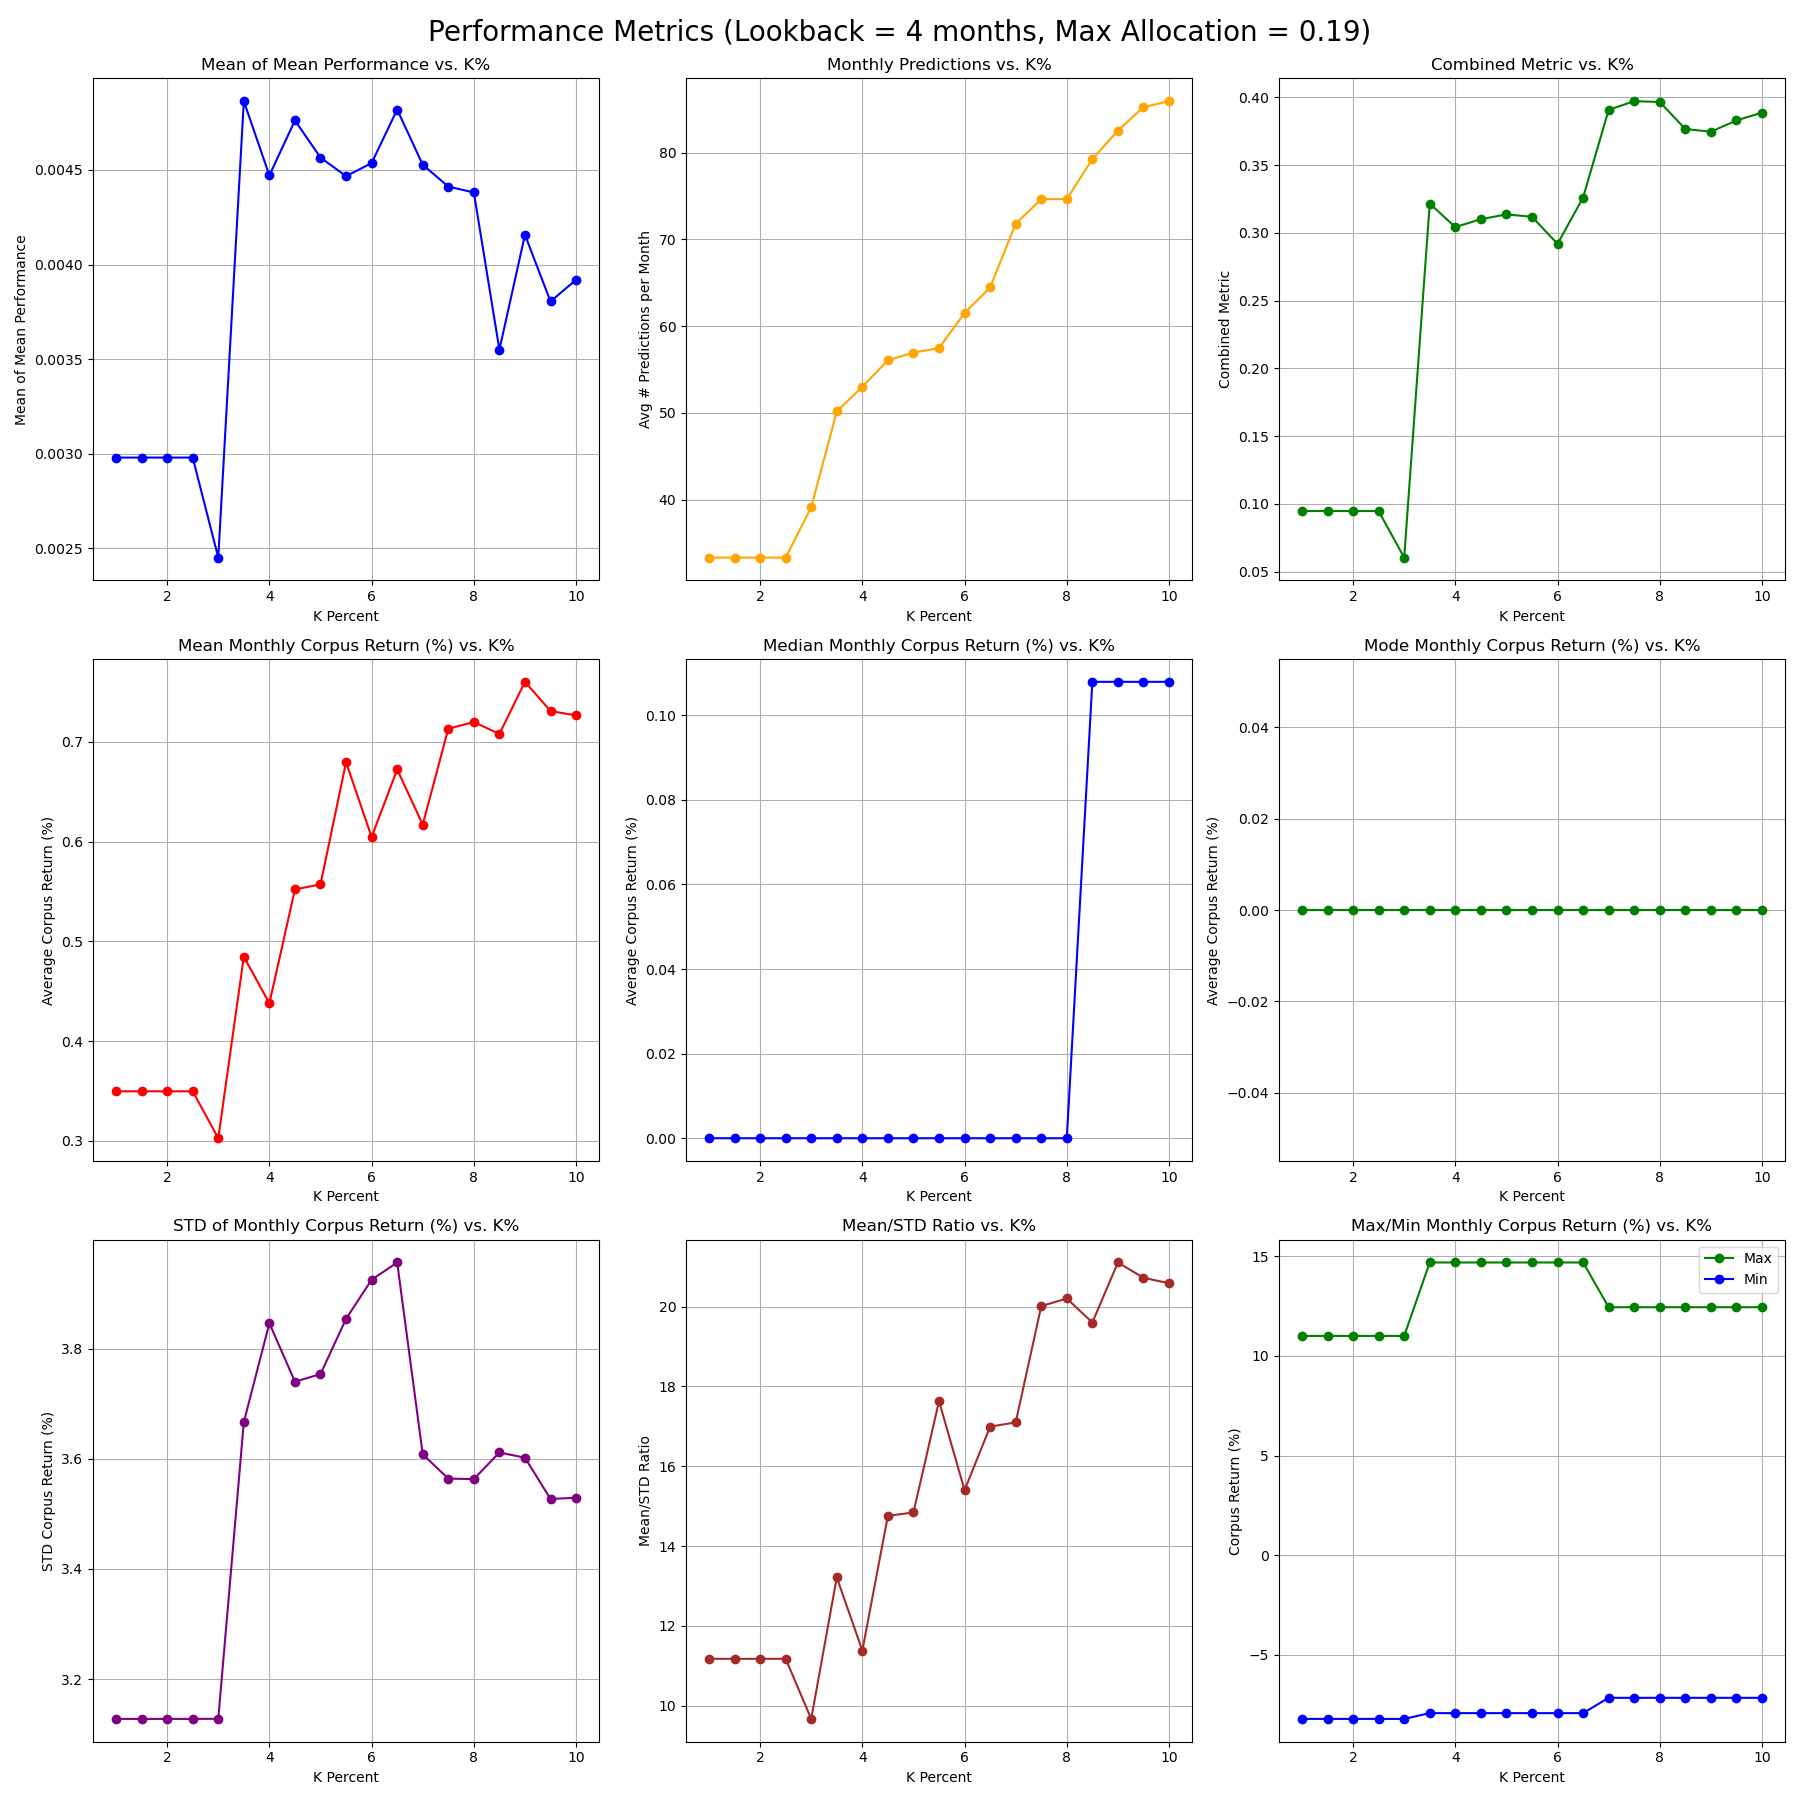 Performance Metrics (Lookback = 4 months, Max Allocation = 0.19)
Mean of Mean Performance vs. K%
Mean of Mean Performance
0.0045
0.0040
0.0035
0.0030
0.0025
2 4 6 8 10
K Percent
Monthly Predictions vs. K%
Avg # Predictions per Month
80
70
60
50
40
2 4 6 8 10
K Percent
Combined Metric vs. K%
Combined Metric
0.40
0.35
0.30
0.25
0.20
0.15
0.10
0.05
2 4 6 8 10
K Percent
Mean Monthly Corpus Return (%) vs. K%
Average Corpus Return (%)
0.7
0.6
0.5
0.4
0.3
2 4 6 8 10
K Percent
Median Monthly Corpus Return (%) vs. K%
Average Corpus Return (%)
0.10
0.08
0.06
0.04
0.02
0.00
2 4 6 8 10
K Percent
Mode Monthly Corpus Return (%) vs. K%
Average Corpus Return (%)
0.04
0.02
0.00
−0.02
−0.04
2 4 6 8 10
K Percent
STD of Monthly Corpus Return (%) vs. K%
STD Corpus Return (%)
3.8
3.6
3.4
3.2
2 4 6 8 10
K Percent
Mean/STD Ratio vs. K%
Mean/STD Ratio
20
18
16
14
12
10
2 4 6 8 10
K Percent
Max/Min Monthly Corpus Return (%) vs. K%
Corpus Return (%)
15
10
5
0
−5
Max
Min
2 4 6 8 10
K Percent